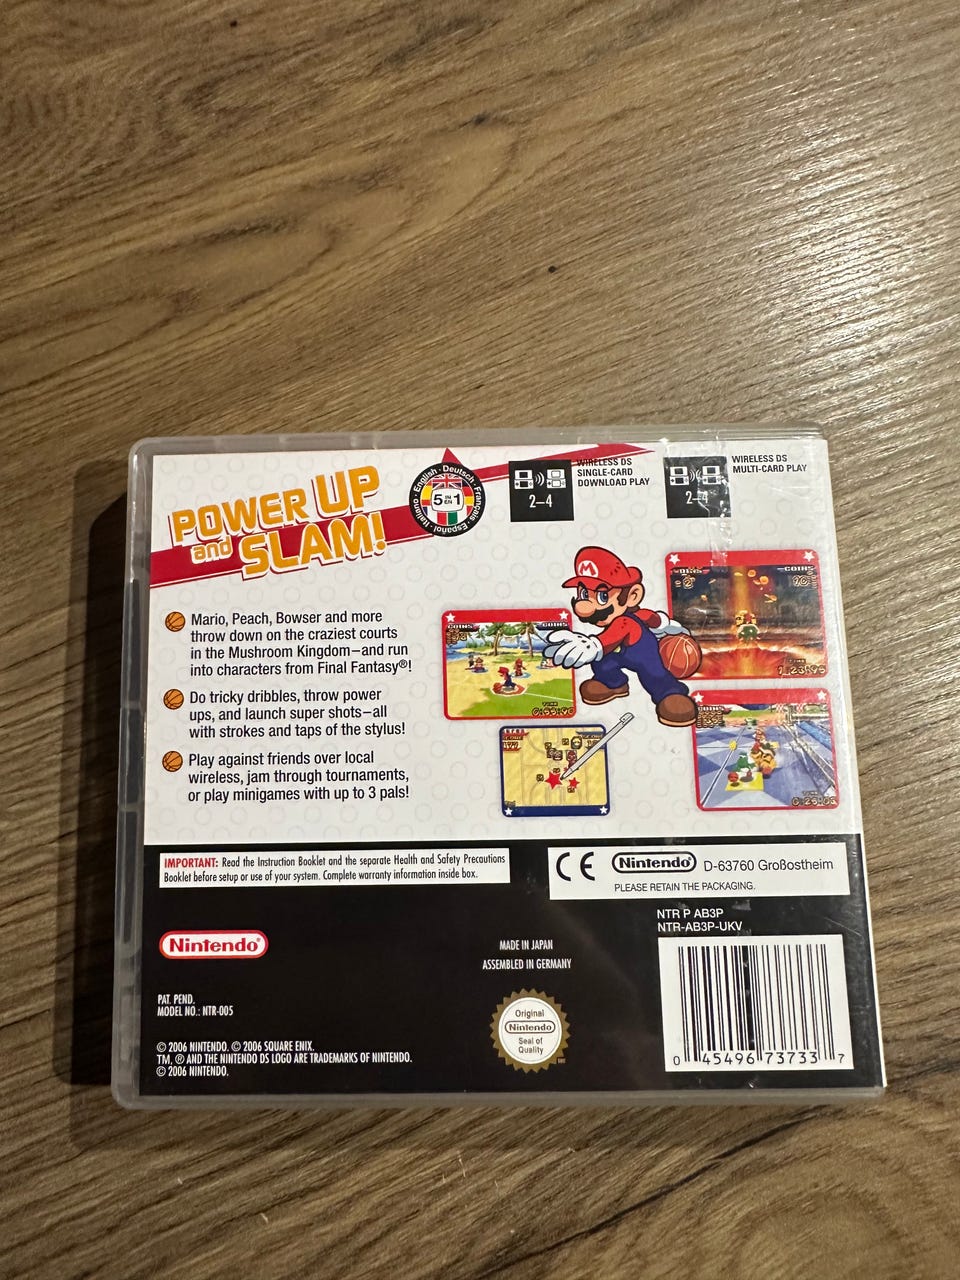 POWER UP
and SLAM!
English · Deutsch · Français · Español · Italiano
5 IN EN 1
2–4
WIRELESS DS
SINGLE-CARD
DOWNLOAD PLAY
2–4
WIRELESS DS
MULTI-CARD PLAY
Mario, Peach, Bowser and more
throw down on the craziest courts
in the Mushroom Kingdom–and run
into characters from Final Fantasy®!
Do tricky dribbles, throw power
ups, and launch super shots–all
with strokes and taps of the stylus!
Play against friends over local
wireless, jam through tournaments,
or play minigames with up to 3 pals!
M
COINS
COINS
COINS
TIME
COINS
IMPORTANT: Read the Instruction Booklet and the separate Health and Safety Precautions
Booklet before setup or use of your system. Complete warranty information inside box.
CE Nintendo® D-63760 Großostheim
PLEASE RETAIN THE PACKAGING.
NTR P AB3P
NTR-AB3P-UKV
Nintendo®
MADE IN JAPAN
ASSEMBLED IN GERMANY
PAT. PEND.
MODEL NO.: NTR-005
Original
Nintendo
Seal of
Quality
© 2006 NINTENDO. © 2006 SQUARE ENIX.
TM, ® AND THE NINTENDO DS LOGO ARE TRADEMARKS OF NINTENDO.
© 2006 NINTENDO.
0 45496 73733 7